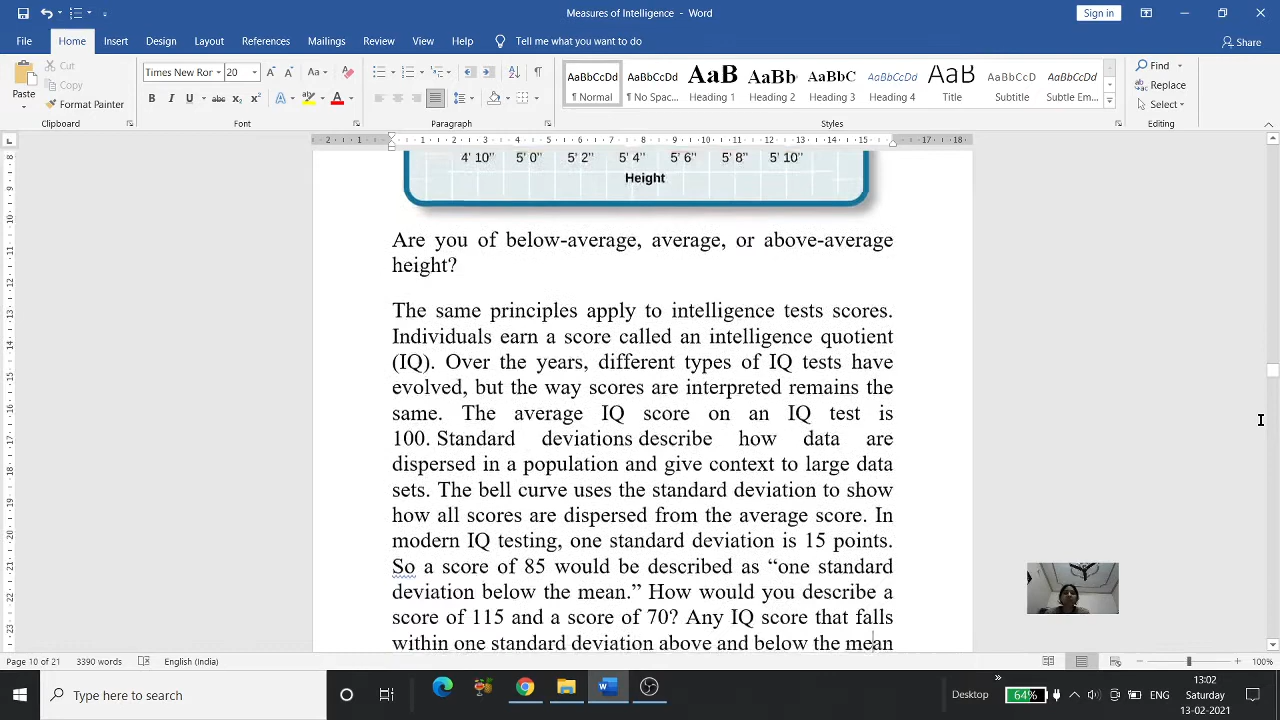 Measures of Intelligence - Word
Sign in
File Home Insert Design Layout References Mailings Review View Help Tell me what you want to do Share
Paste
Cut
Copy
Format Painter
Clipboard
Times New Ror 20
Font
Paragraph
AaBbCcDd AaBbCcDd AaB AaBb AaBbC AaBbCcDd AaB AaBbCcD AaBbCcDd
¶ Normal ¶ No Spac... Heading 1 Heading 2 Heading 3 Heading 4 Title Subtitle Subtle Em...
Styles
Find
Replace
Select
Editing
4' 10" 5' 0" 5' 2" 5' 4" 5' 6" 5' 8" 5' 10"
Height
Are you of below-average, average, or above-average
height?
The same principles apply to intelligence tests scores.
Individuals earn a score called an intelligence quotient
(IQ). Over the years, different types of IQ tests have
evolved, but the way scores are interpreted remains the
same. The average IQ score on an IQ test is
100. Standard deviations describe how data are
dispersed in a population and give context to large data
sets. The bell curve uses the standard deviation to show
how all scores are dispersed from the average score. In
modern IQ testing, one standard deviation is 15 points.
So a score of 85 would be described as “one standard
deviation below the mean.” How would you describe a
score of 115 and a score of 70? Any IQ score that falls
within one standard deviation above and below the mean
Page 10 of 21 3390 words English (India) 100%
Type here to search
Desktop
64%
ENG
13:02
Saturday
13-02-2021